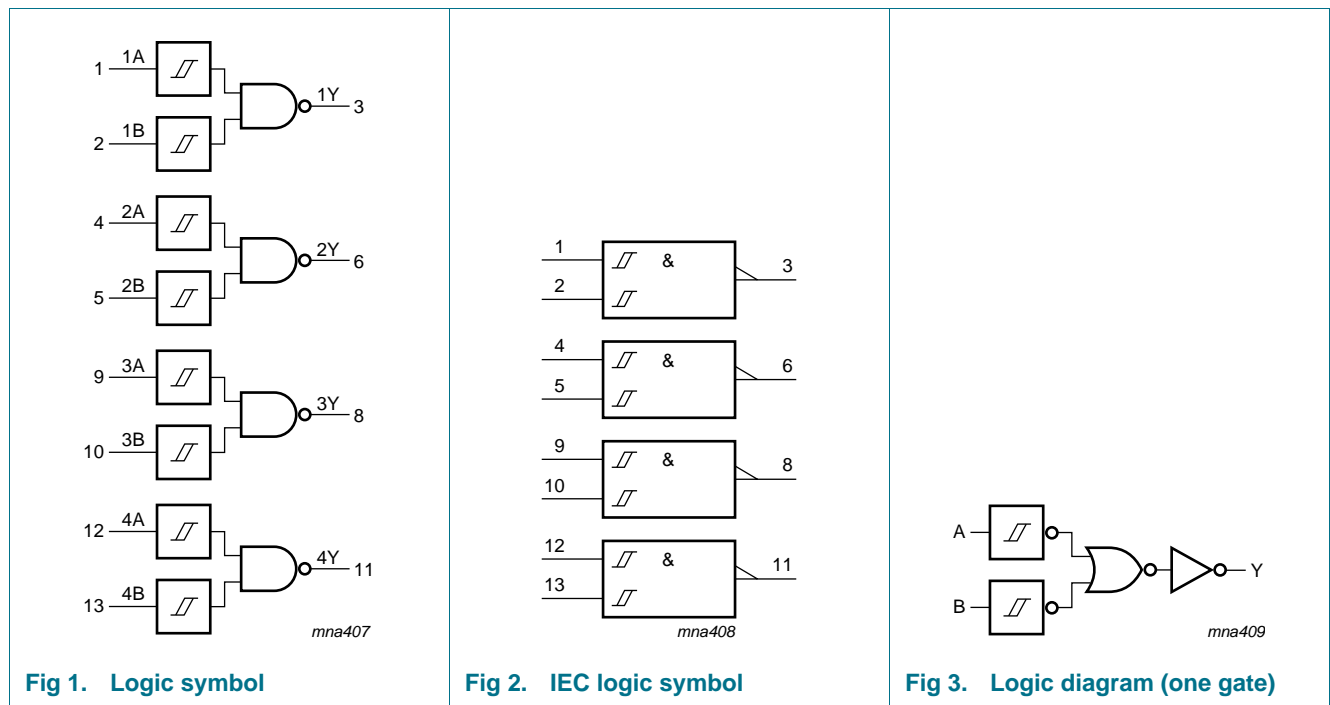 1 1A
2 1B
1Y 3
4 2A
5 2B
2Y 6
9 3A
10 3B
3Y 8
12 4A
13 4B
4Y 11
mna407
Fig 1. Logic symbol
1 &
2
3
4 &
5
6
9 &
10
8
12 &
13
11
mna408
Fig 2. IEC logic symbol
A
B
Y
mna409
Fig 3. Logic diagram (one gate)